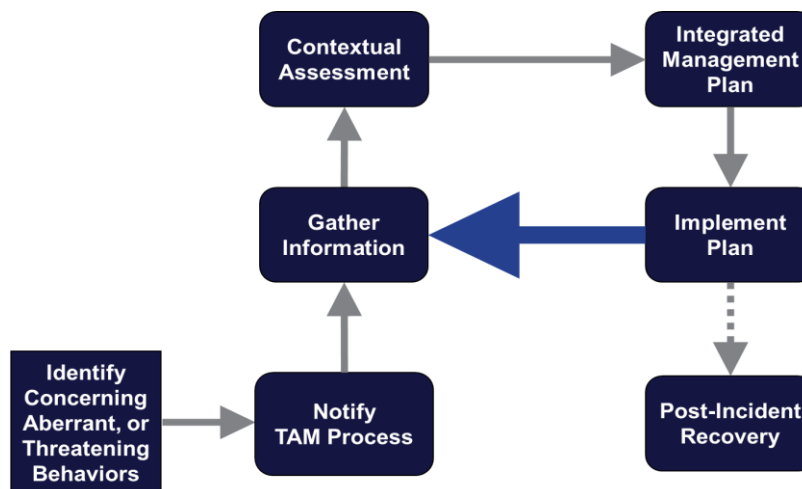 Contextual
Assessment
Integrated
Management
Plan
Gather
Information
Implement
Plan
Identify
Concerning
Aberrant, or
Threatening
Behaviors
Notify
TAM Process
Post-Incident
Recovery